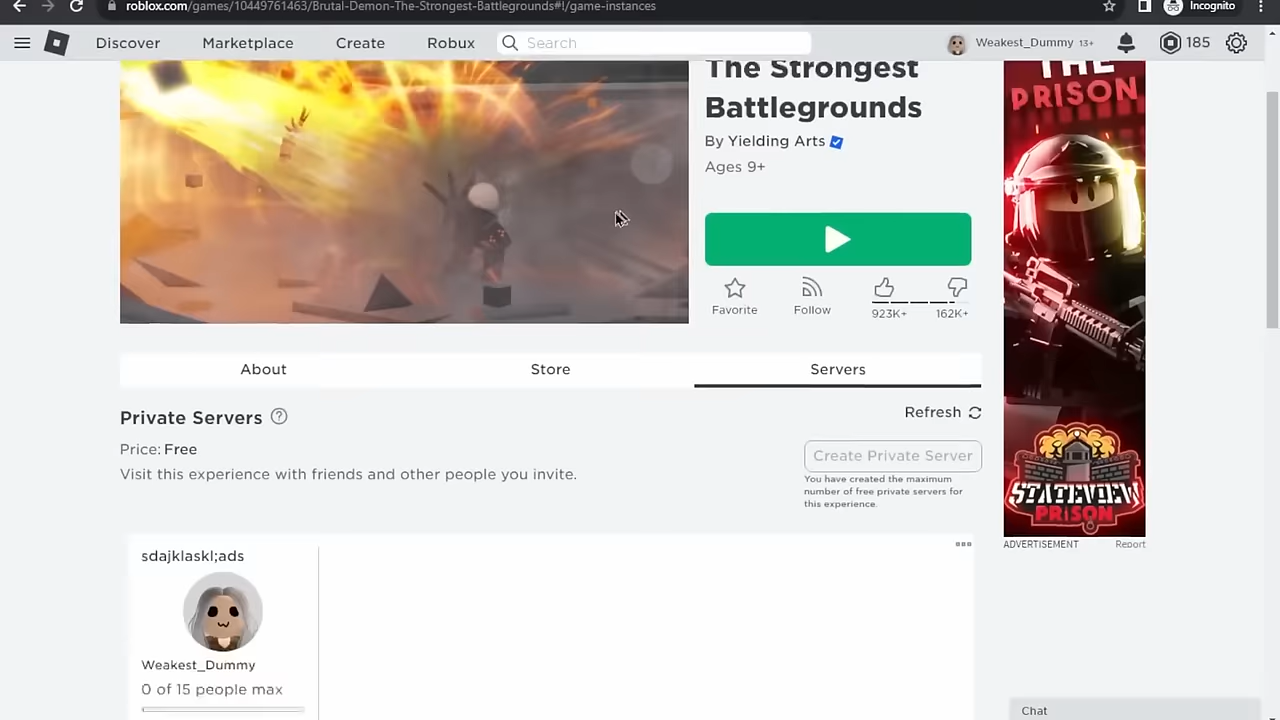 roblox.com/games/10449761463/Brutal-Demon-The-Strongest-Battlegrounds#!/game-instances
Incognito
Discover
Marketplace
Create
Robux
Search
Weakest_Dummy 13+
185
The Strongest
Battlegrounds
By Yielding Arts
Ages 9+
Favorite
Follow
923K+
162K+
THE
PRISON
STATEVIEW
PRISON
ADVERTISEMENT
Report
About
Store
Servers
Private Servers
Refresh
Price: Free
Visit this experience with friends and other people you invite.
Create Private Server
You have created the maximum
number of free private servers for
this experience.
sdajklaskl;ads
Weakest_Dummy
0 of 15 people max
Chat